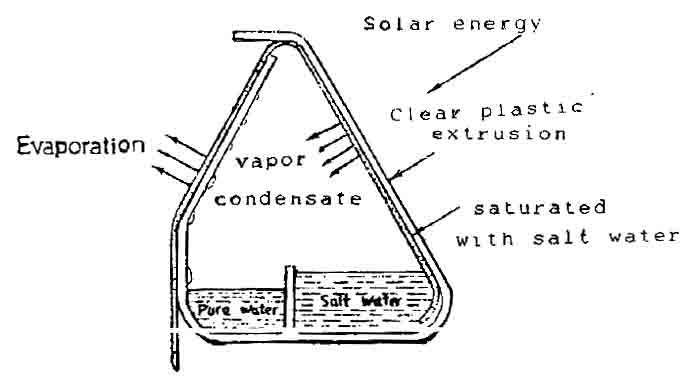 Solar energy
Clear plastic
extrusion
Evaporation
vapor
condensate
saturated
with salt water
Pure water
Salt water